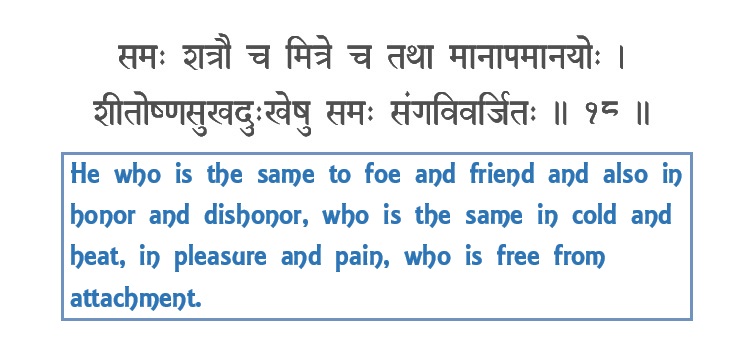 समः शत्रौ च मित्रे च तथा मानापमानयोः ।
शीतोष्णसुखदुःखेषु समः संगविवर्जितः ॥ १८ ॥
He who is the same to foe and friend and also in
honor and dishonor, who is the same in cold and
heat, in pleasure and pain, who is free from
attachment.